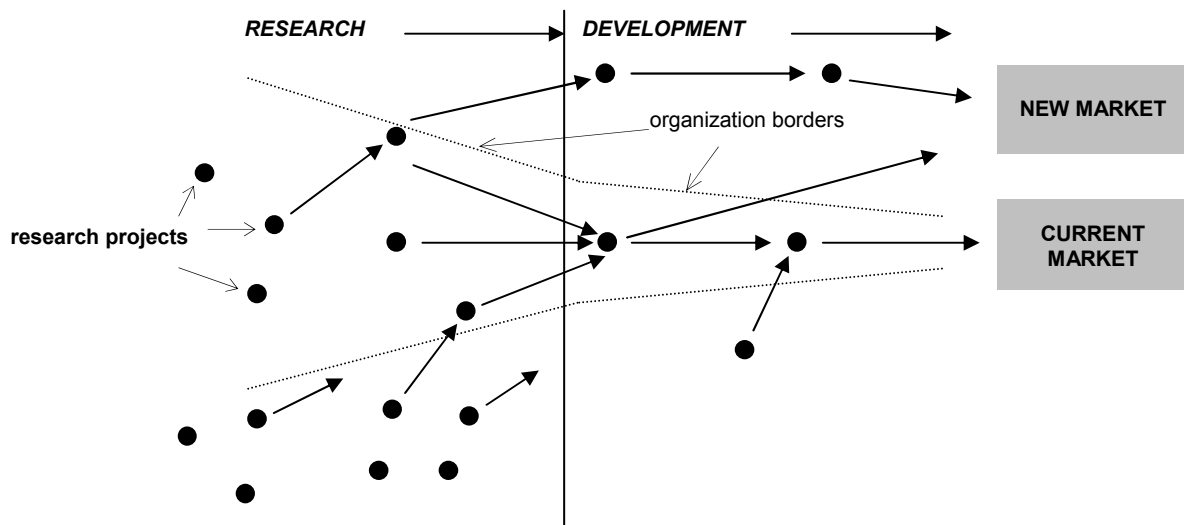 RESEARCH
DEVELOPMENT
NEW MARKET
organization borders
research projects
CURRENT
MARKET